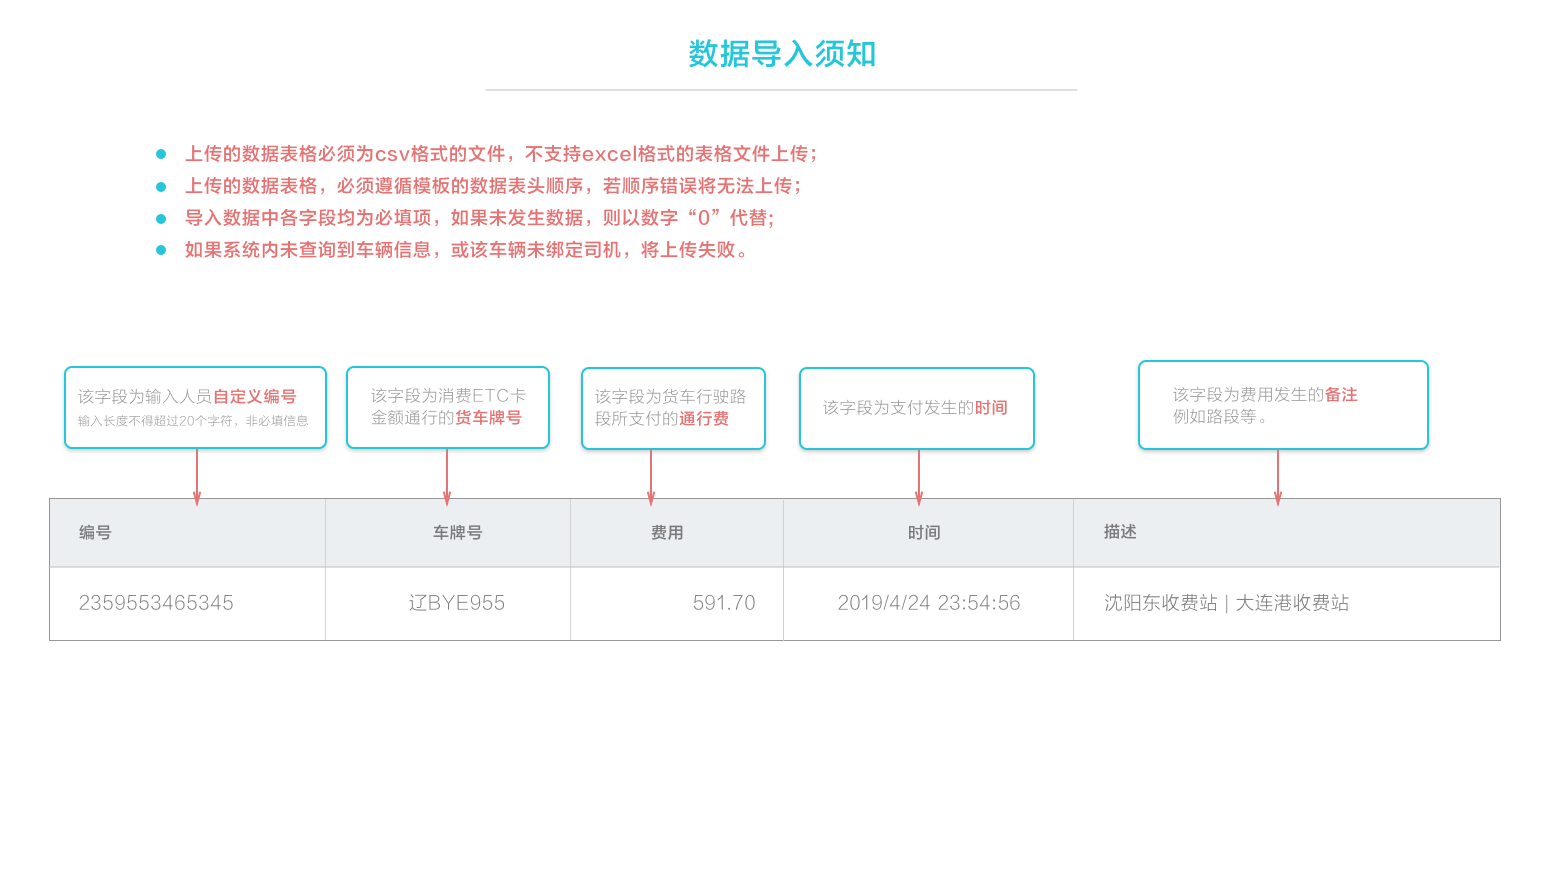 数据导入须知
上传的数据表格必须为csv格式的文件，不支持excel格式的表格文件上传；
上传的数据表格，必须遵循模板的数据表头顺序，若顺序错误将无法上传；
导入数据中各字段均为必填项，如果未发生数据，则以数字“0”代替；
如果系统内未查询到车辆信息，或该车辆未绑定司机，将上传失败。
该字段为输入人员自定义编号
输入长度不得超过20个字符，非必填信息
该字段为消费ETC卡
金额通行的货车牌号
该字段为货车行驶路
段所支付的通行费
该字段为支付发生的时间
该字段为费用发生的备注
例如路段等。
编号 车牌号 费用 时间 描述
2359553465345 辽BYE955 591.70 2019/4/24 23:54:56 沈阳东收费站 | 大连港收费站